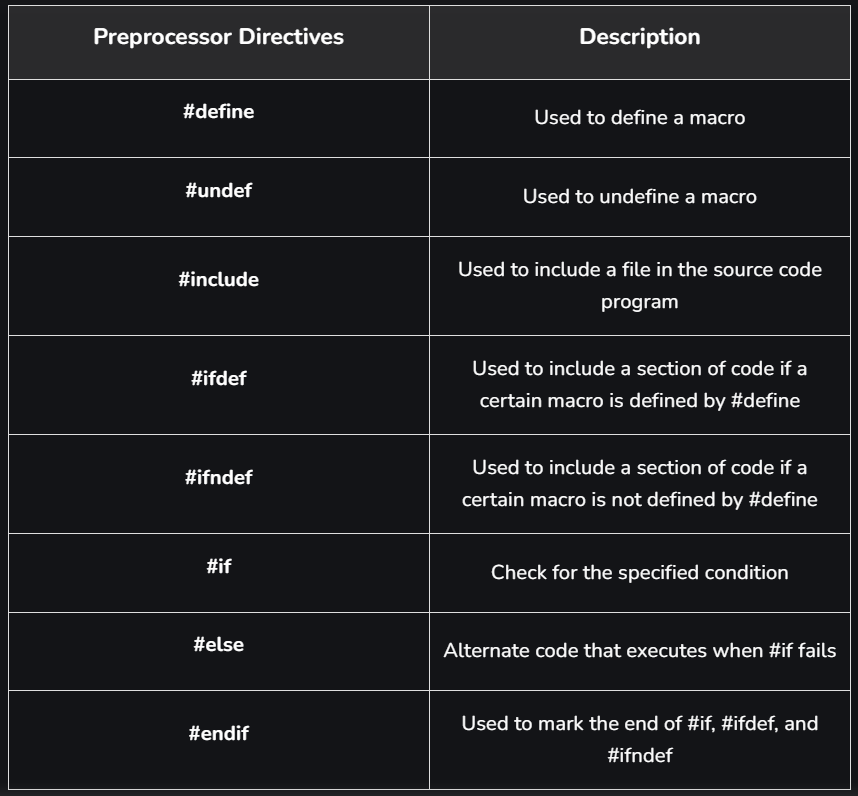 Preprocessor Directives
Description
#define
Used to define a macro
#undef
Used to undefine a macro
#include
Used to include a file in the source code
program
#ifdef
Used to include a section of code if a
certain macro is defined by #define
#ifndef
Used to include a section of code if a
certain macro is not defined by #define
#if
Check for the specified condition
#else
Alternate code that executes when #if fails
#endif
Used to mark the end of #if, #ifdef, and
#ifndef